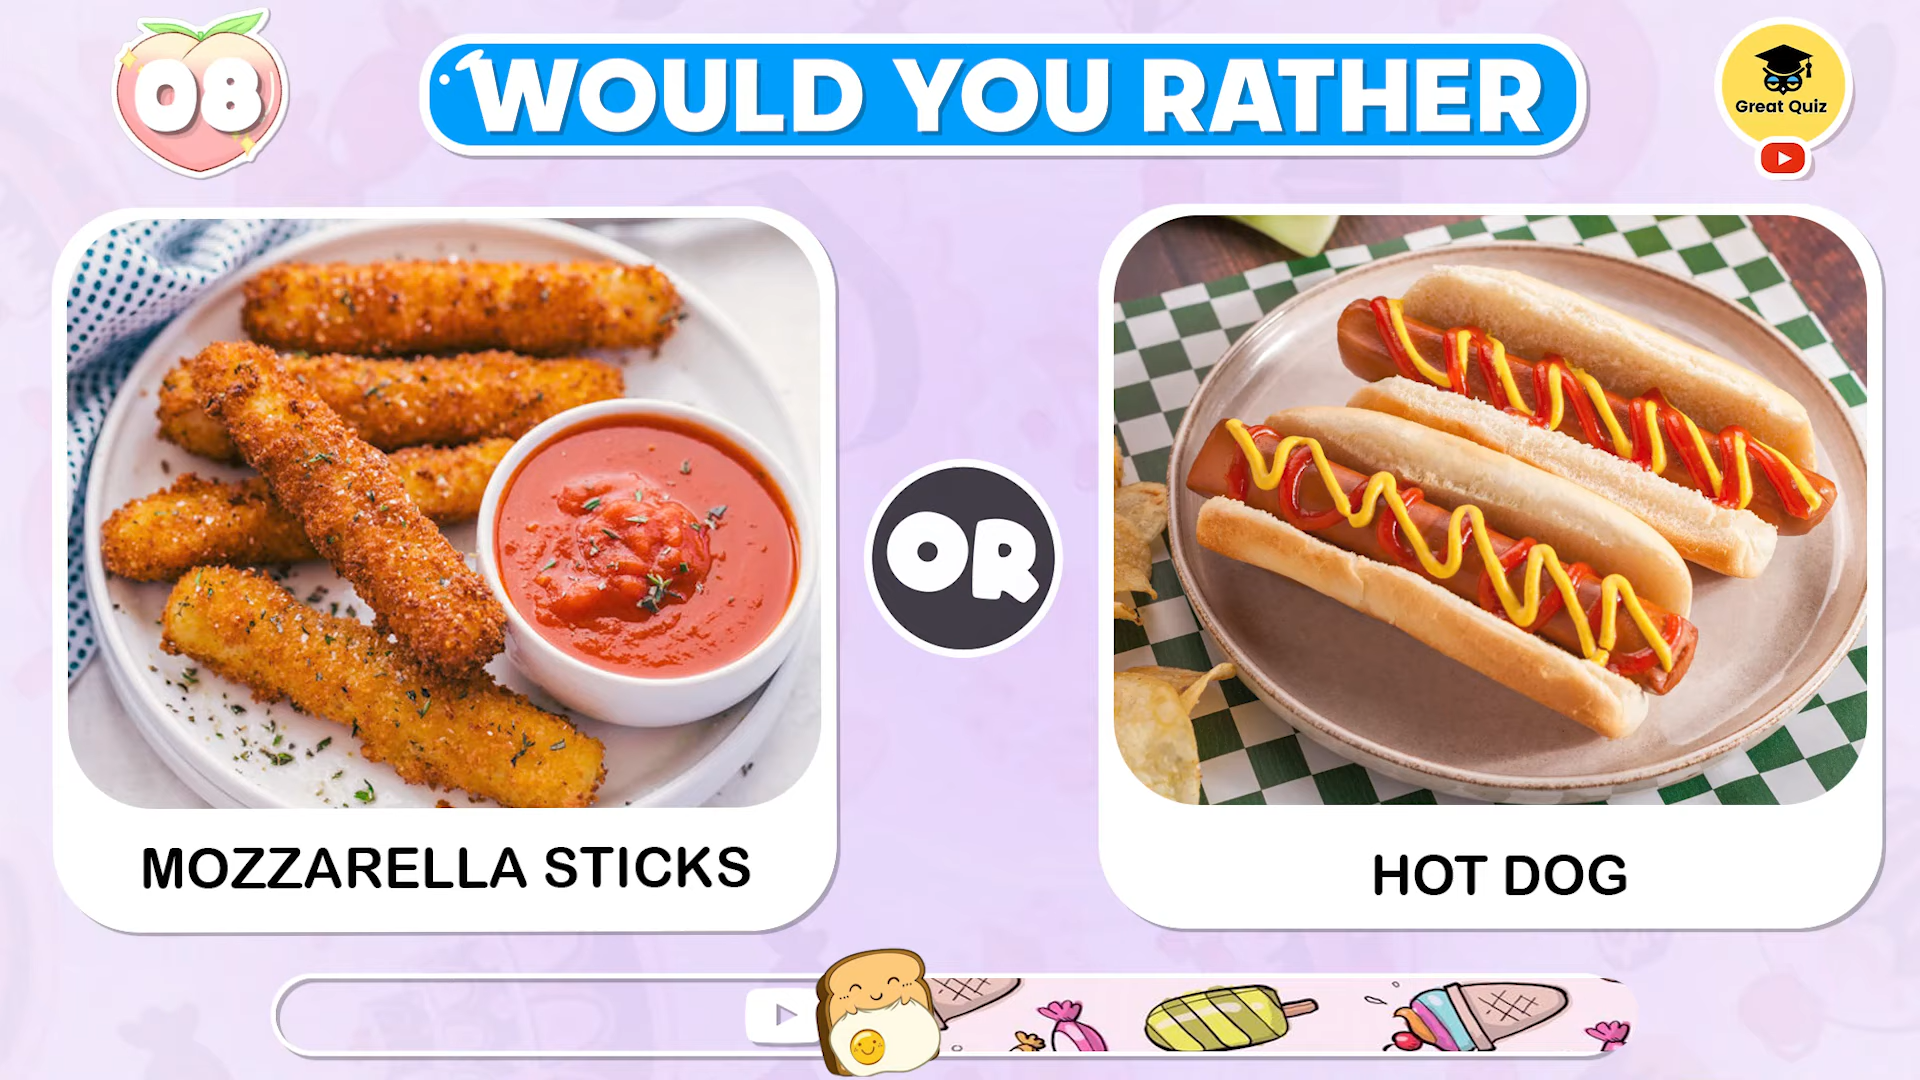 08
WOULD YOU RATHER
Great Quiz
OR
MOZZARELLA STICKS
HOT DOG